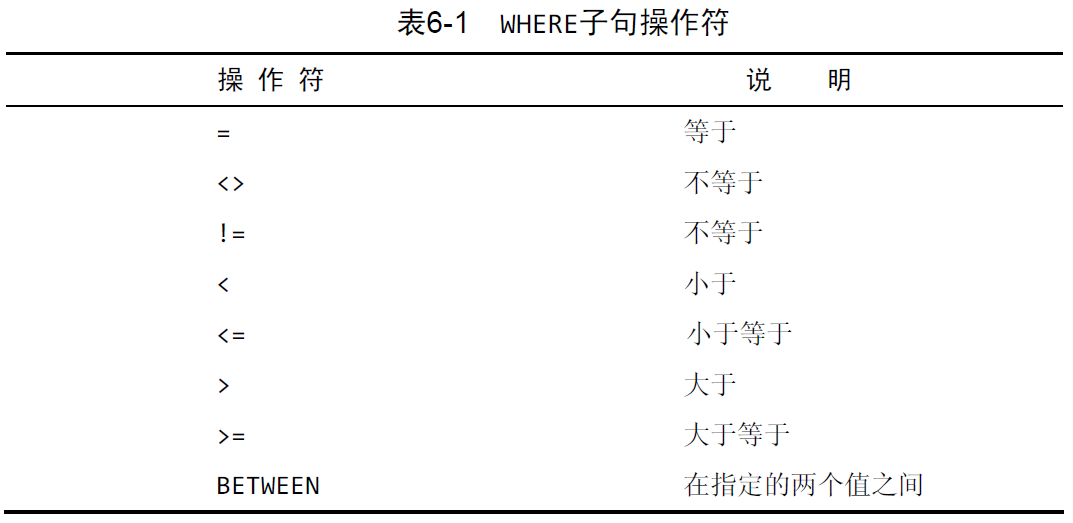 表6-1 WHERE子句操作符
操 作 符 说 明
= 等于
<> 不等于
!= 不等于
< 小于
<= 小于等于
> 大于
>= 大于等于
BETWEEN 在指定的两个值之间